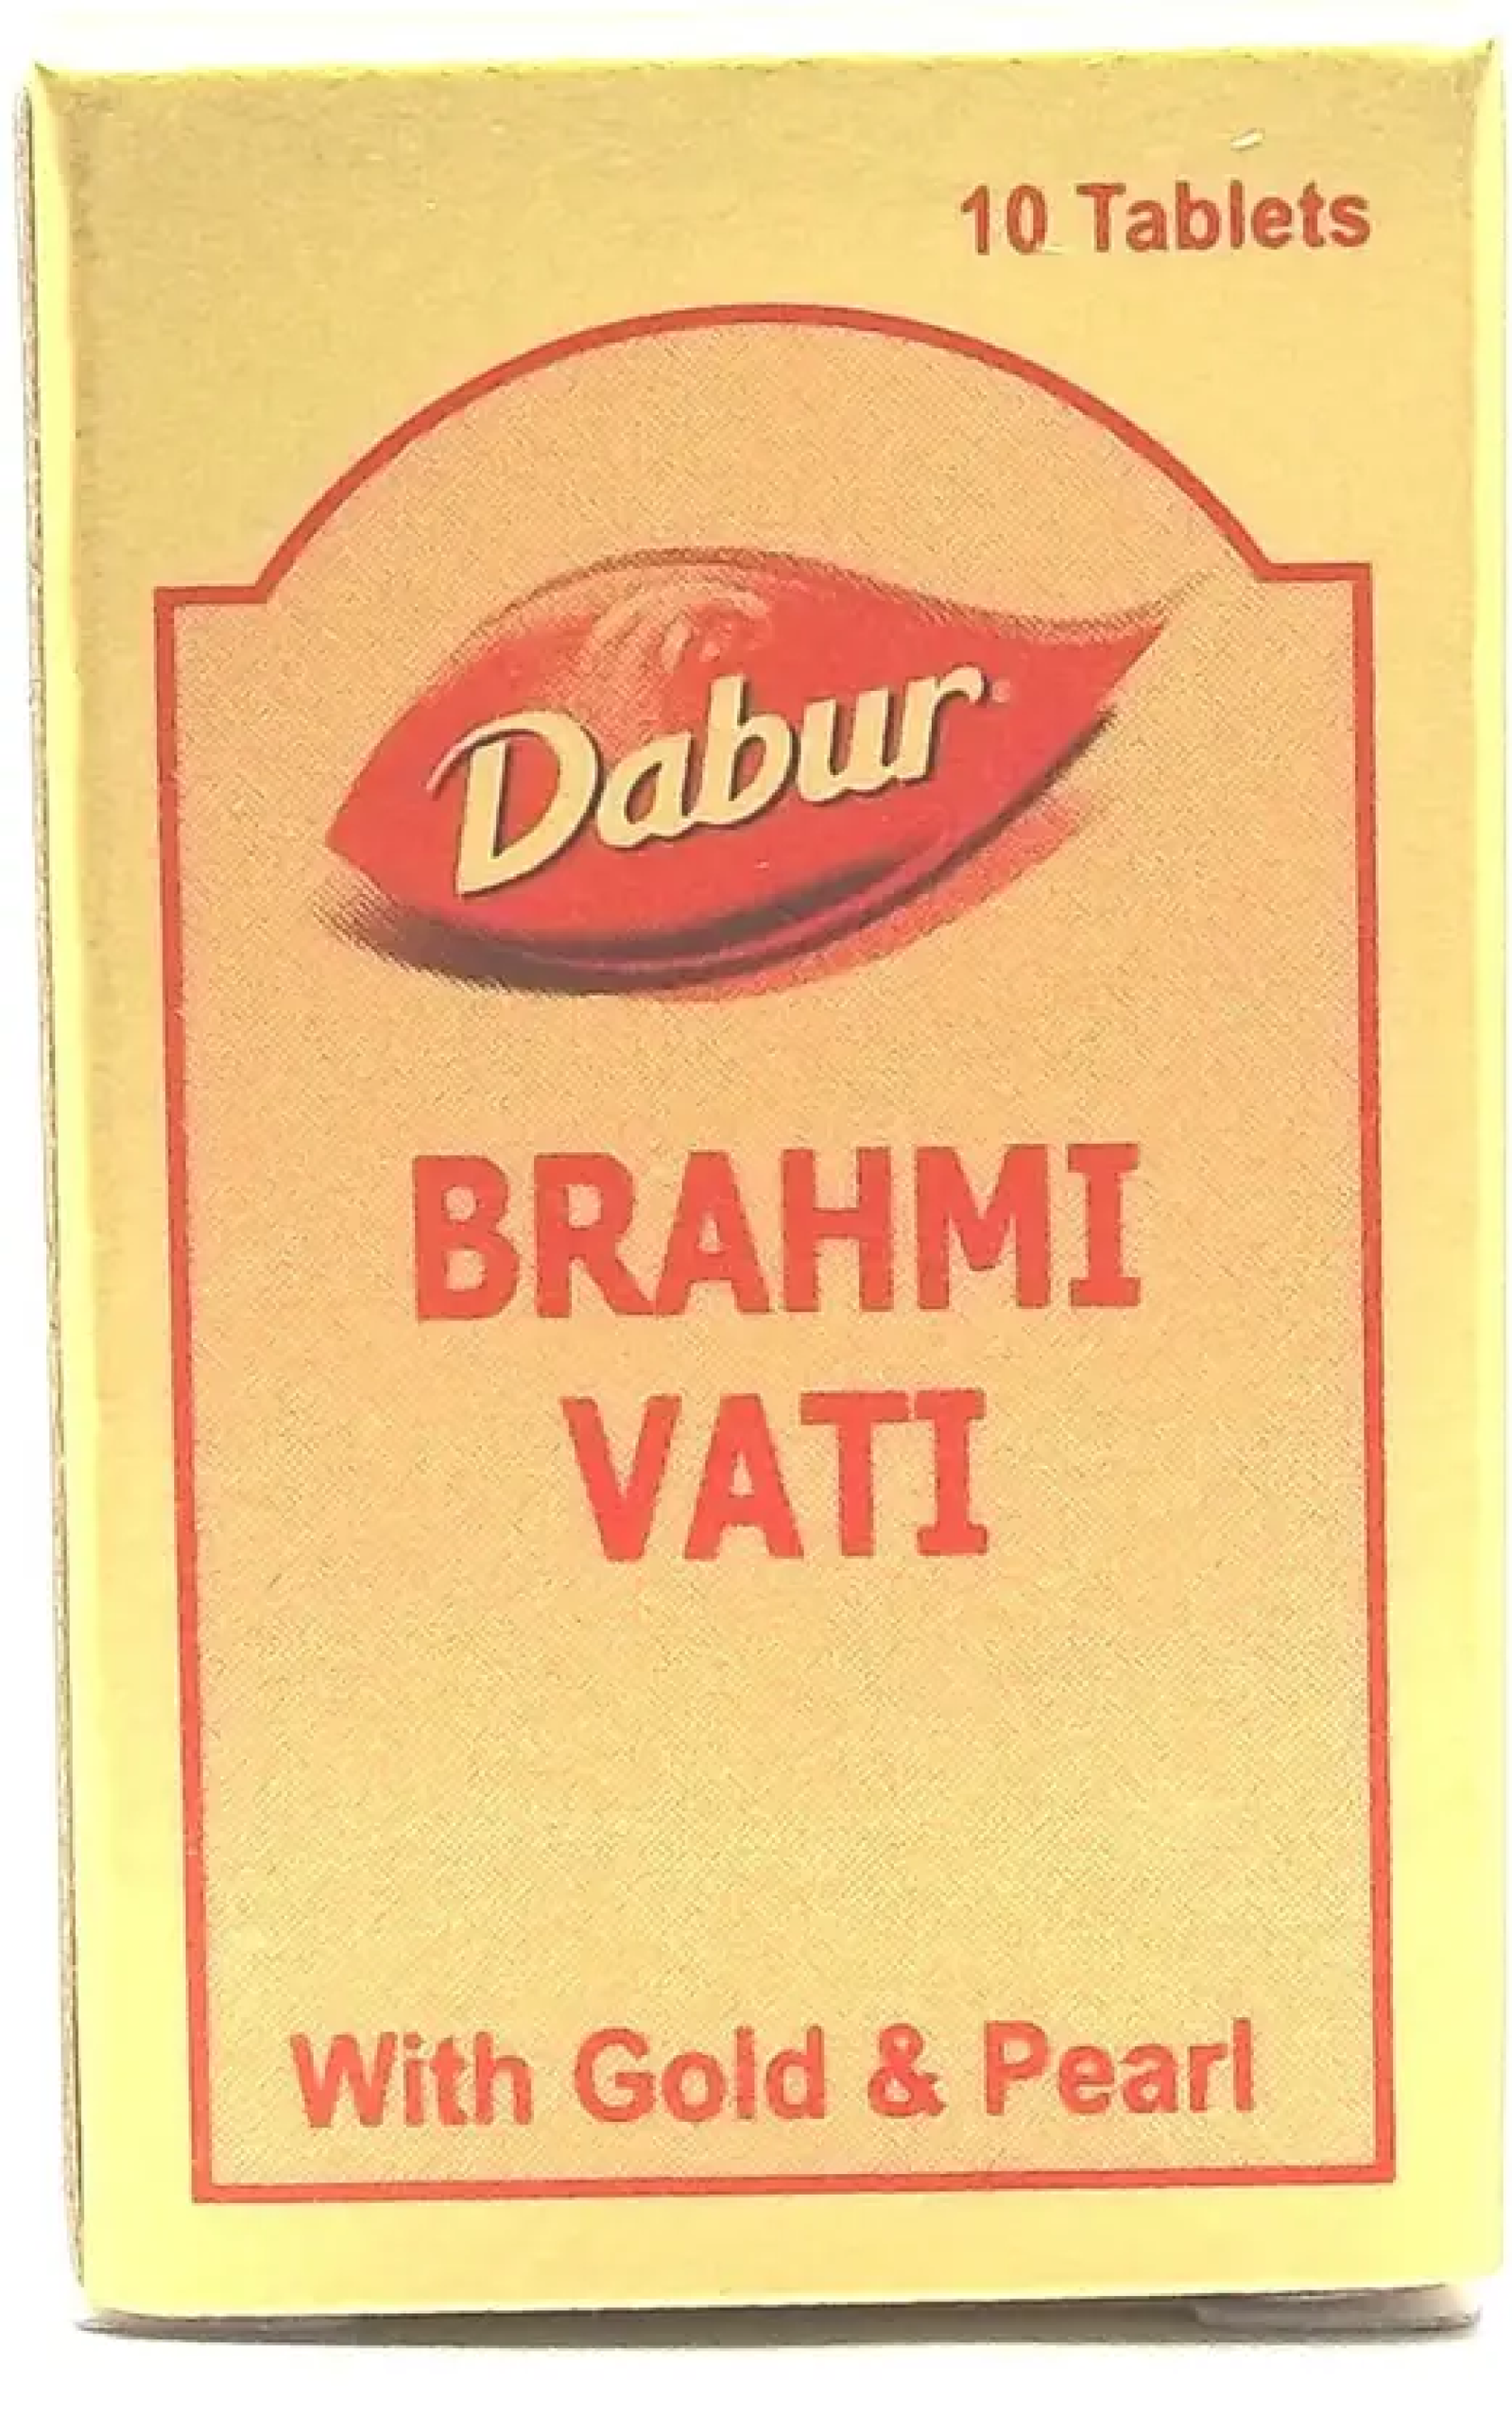 10 Tablets
Dabur
BRAHMI
VATI
With Gold & Pearl